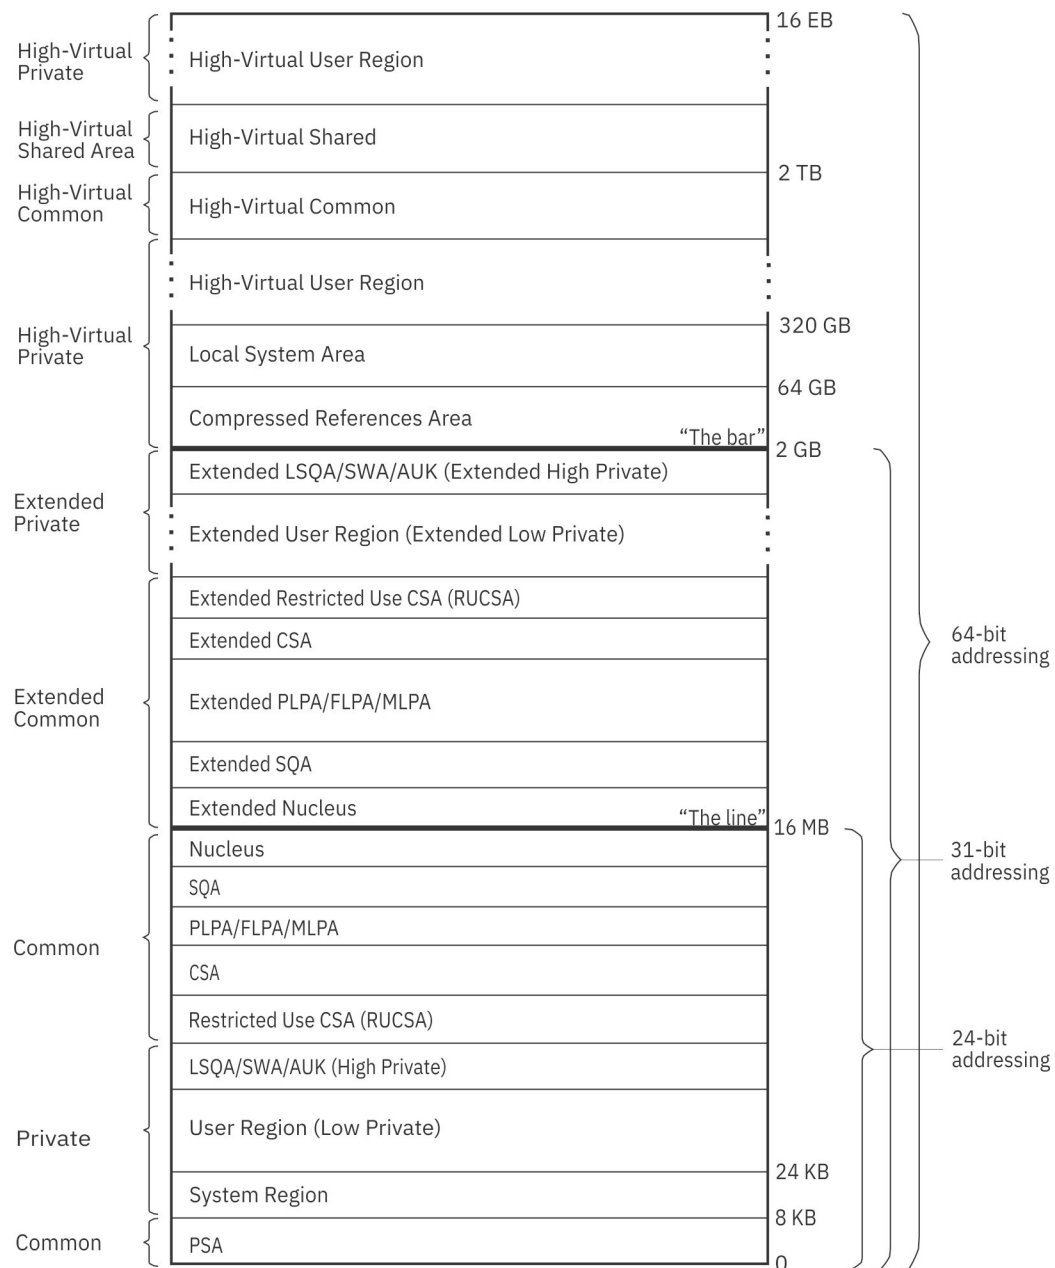 16 EB
High-Virtual
Private
High-Virtual User Region
High-Virtual
Shared Area
High-Virtual Shared
2 TB
High-Virtual
Common
High-Virtual Common
High-Virtual User Region
320 GB
High-Virtual
Private
Local System Area
64 GB
Compressed References Area
“The bar”
2 GB
Extended LSQA/SWA/AUK (Extended High Private)
Extended
Private
Extended User Region (Extended Low Private)
Extended Restricted Use CSA (RUCSA)
Extended CSA
64-bit
addressing
Extended
Common
Extended PLPA/FLPA/MLPA
Extended SQA
Extended Nucleus
“The line”
16 MB
Nucleus
31-bit
addressing
SQA
PLPA/FLPA/MLPA
Common
CSA
Restricted Use CSA (RUCSA)
24-bit
addressing
LSQA/SWA/AUK (High Private)
User Region (Low Private)
Private
24 KB
System Region
8 KB
Common
PSA
0